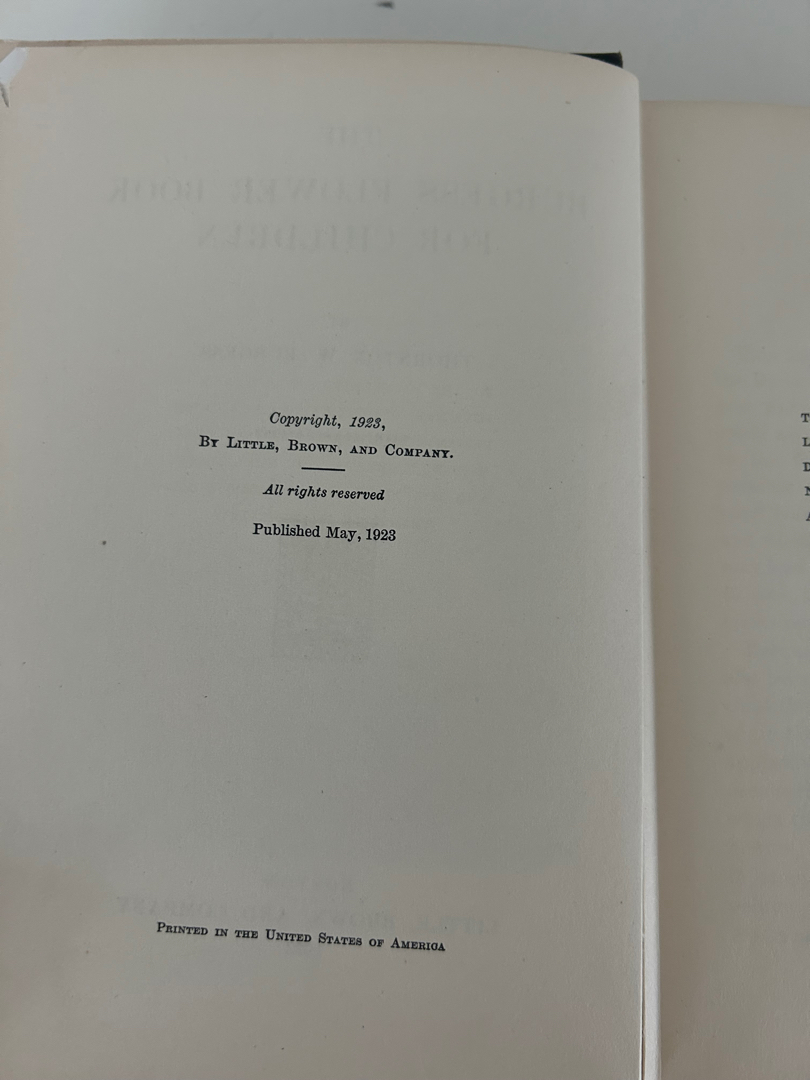 Copyright, 1923,
By Little, Brown, and Company.
All rights reserved
Published May, 1923
Printed in the United States of America
T
L
D
N
A